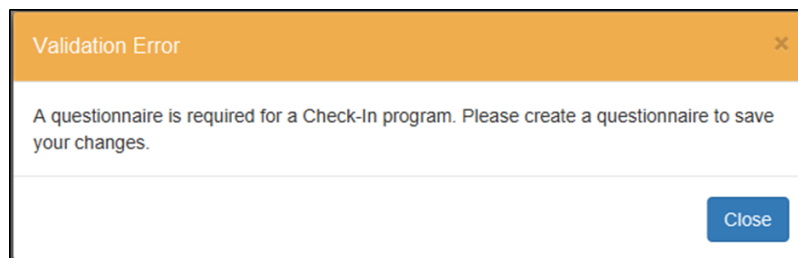 Validation Error
A questionnaire is required for a Check-In program. Please create a questionnaire to save
your changes.
Close